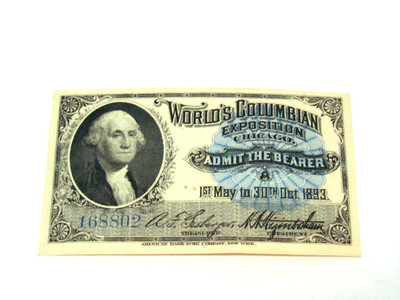 WORLD'S COLUMBIAN
EXPOSITION
CHICAGO.
ADMIT THE BEARER
A
1ST May to 30TH Oct. 1893.
168802
TREASURER.
AMERICAN BANK NOTE COMPANY, NEW YORK.